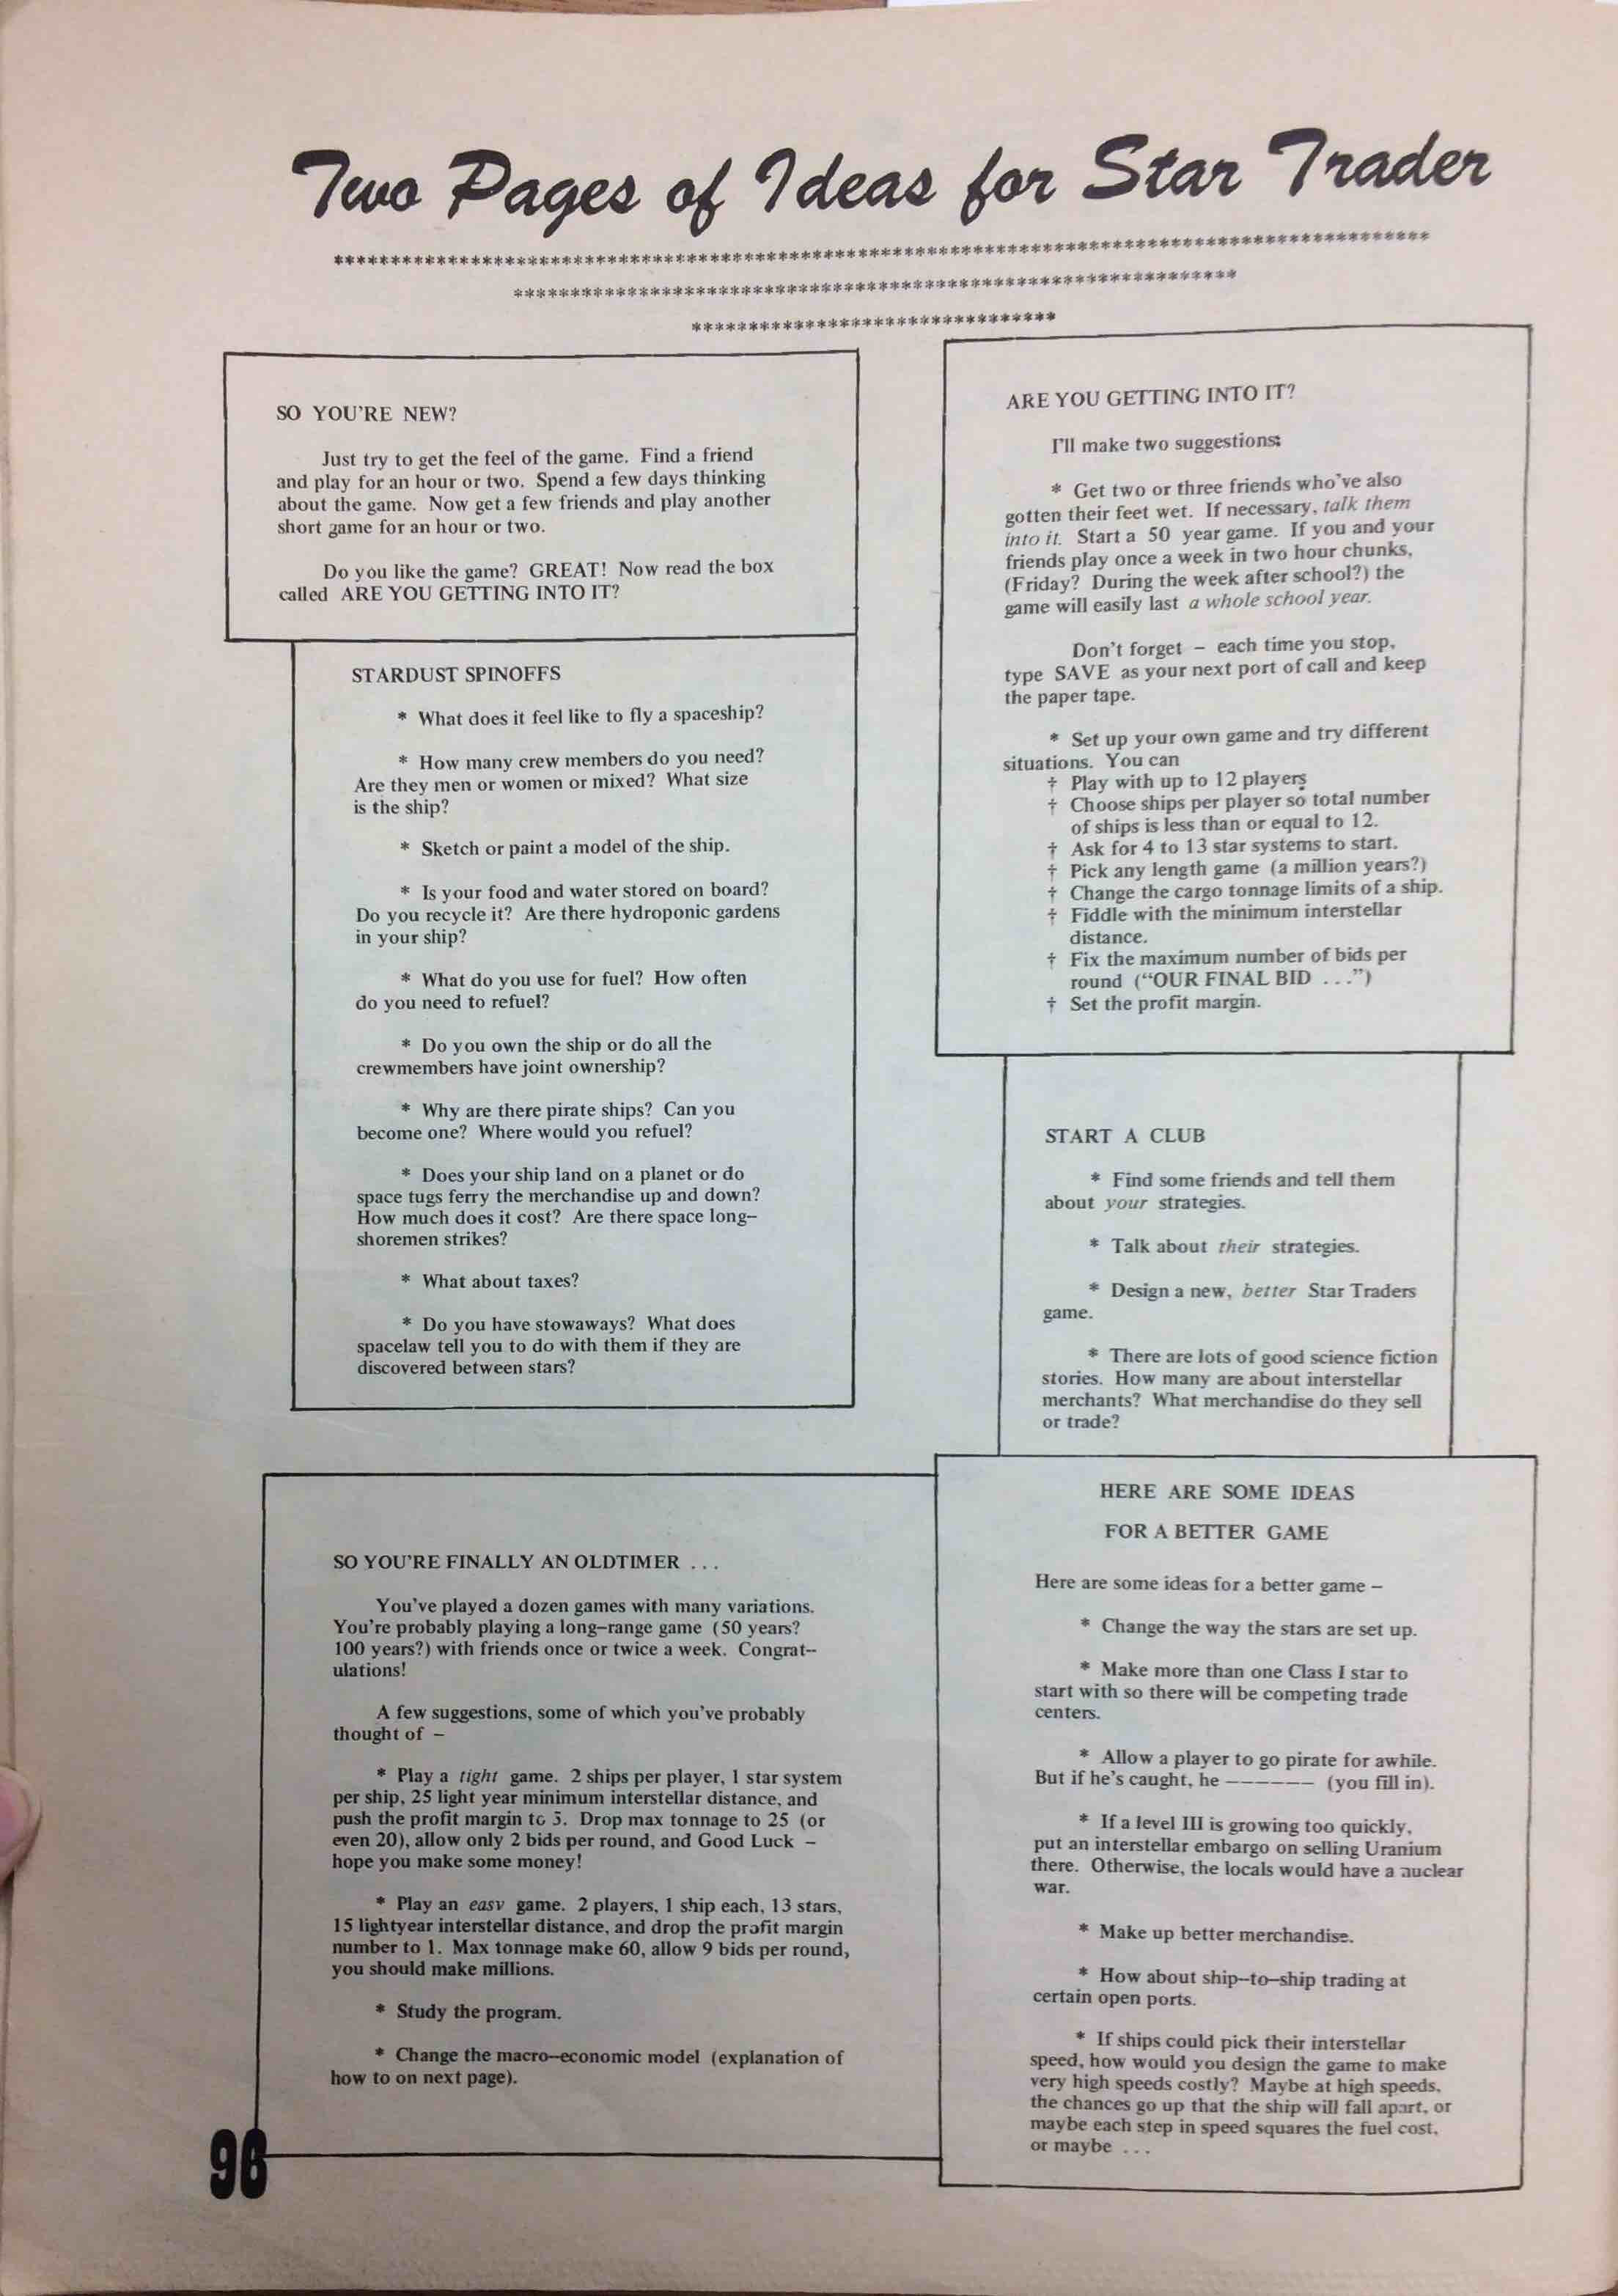 Two Pages of Ideas for Star Trader
************************************************************************************************
****************************************************************
********************************
SO YOU'RE NEW?
Just try to get the feel of the game. Find a friend
and play for an hour or two. Spend a few days thinking
about the game. Now get a few friends and play another
short game for an hour or two.
Do you like the game? GREAT! Now read the box
called ARE YOU GETTING INTO IT?
STARDUST SPINOFFS
* What does it feel like to fly a spaceship?
* How many crew members do you need?
Are they men or women or mixed? What size
is the ship?
* Sketch or paint a model of the ship.
* Is your food and water stored on board?
Do you recycle it? Are there hydroponic gardens
in your ship?
* What do you use for fuel? How often
do you need to refuel?
* Do you own the ship or do all the
crewmembers have joint ownership?
* Why are there pirate ships? Can you
become one? Where would you refuel?
* Does your ship land on a planet or do
space tugs ferry the merchandise up and down?
How much does it cost? Are there space long–
shoremen strikes?
* What about taxes?
* Do you have stowaways? What does
spacelaw tell you to do with them if they are
discovered between stars?
ARE YOU GETTING INTO IT?
I'll make two suggestions:
* Get two or three friends who've also
gotten their feet wet. If necessary, talk them
into it. Start a 50 year game. If you and your
friends play once a week in two hour chunks,
(Friday? During the week after school?) the
game will easily last a whole school year.
Don't forget – each time you stop,
type SAVE as your next port of call and keep
the paper tape.
* Set up your own game and try different
situations. You can
† Play with up to 12 players
† Choose ships per player so total number
of ships is less than or equal to 12.
† Ask for 4 to 13 star systems to start.
† Pick any length game (a million years?)
† Change the cargo tonnage limits of a ship.
† Fiddle with the minimum interstellar
distance.
† Fix the maximum number of bids per
round ("OUR FINAL BID ...")
† Set the profit margin.
START A CLUB
* Find some friends and tell them
about your strategies.
* Talk about their strategies.
* Design a new, better Star Traders
game.
* There are lots of good science fiction
stories. How many are about interstellar
merchants? What merchandise do they sell
or trade?
SO YOU'RE FINALLY AN OLDTIMER ...
You've played a dozen games with many variations.
You're probably playing a long–range game (50 years?
100 years?) with friends once or twice a week. Congrat–
ulations!
A few suggestions, some of which you've probably
thought of –
* Play a tight game. 2 ships per player, 1 star system
per ship, 25 light year minimum interstellar distance, and
push the profit margin to 5. Drop max tonnage to 25 (or
even 20), allow only 2 bids per round, and Good Luck –
hope you make some money!
* Play an easy game. 2 players, 1 ship each, 13 stars,
15 lightyear interstellar distance, and drop the profit margin
number to 1. Max tonnage make 60, allow 9 bids per round,
you should make millions.
* Study the program.
* Change the macro–economic model (explanation of
how to on next page).
HERE ARE SOME IDEAS
FOR A BETTER GAME
Here are some ideas for a better game –
* Change the way the stars are set up.
* Make more than one Class I star to
start with so there will be competing trade
centers.
* Allow a player to go pirate for awhile.
But if he's caught, he –––––– (you fill in).
* If a level III is growing too quickly,
put an interstellar embargo on selling Uranium
there. Otherwise, the locals would have a nuclear
war.
* Make up better merchandise.
* How about ship–to–ship trading at
certain open ports.
* If ships could pick their interstellar
speed, how would you design the game to make
very high speeds costly? Maybe at high speeds,
the chances go up that the ship will fall apart, or
maybe each step in speed squares the fuel cost,
or maybe ...
96